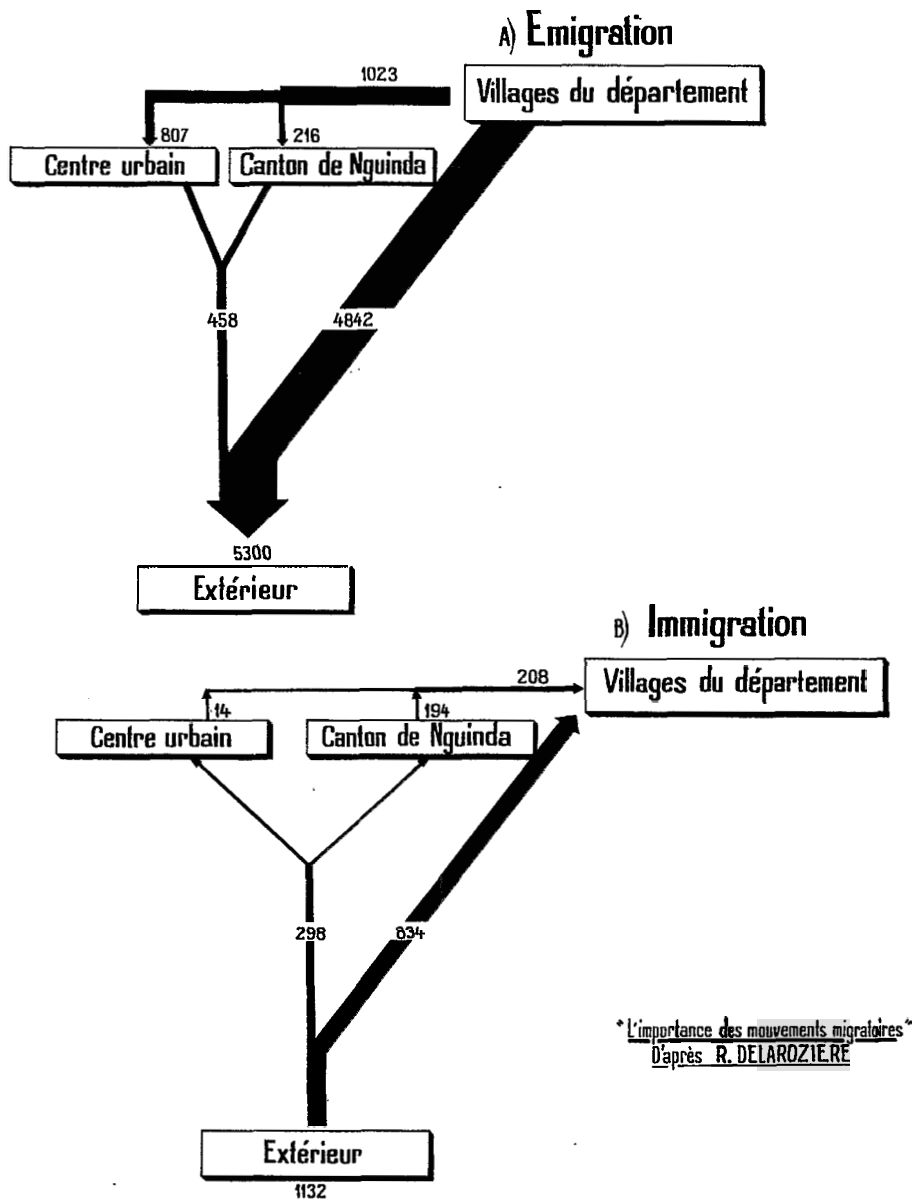 A) Emigration
Villages du département
1023
807
216
Centre urbain
Canton de Nguinda
458
4842
5300
Extérieur
B) Immigration
Villages du département
208
14
194
Centre urbain
Canton de Nguinda
298
834
"L'importance des mouvements migratoires"
D'après R. DELAROZIERE
Extérieur
1132